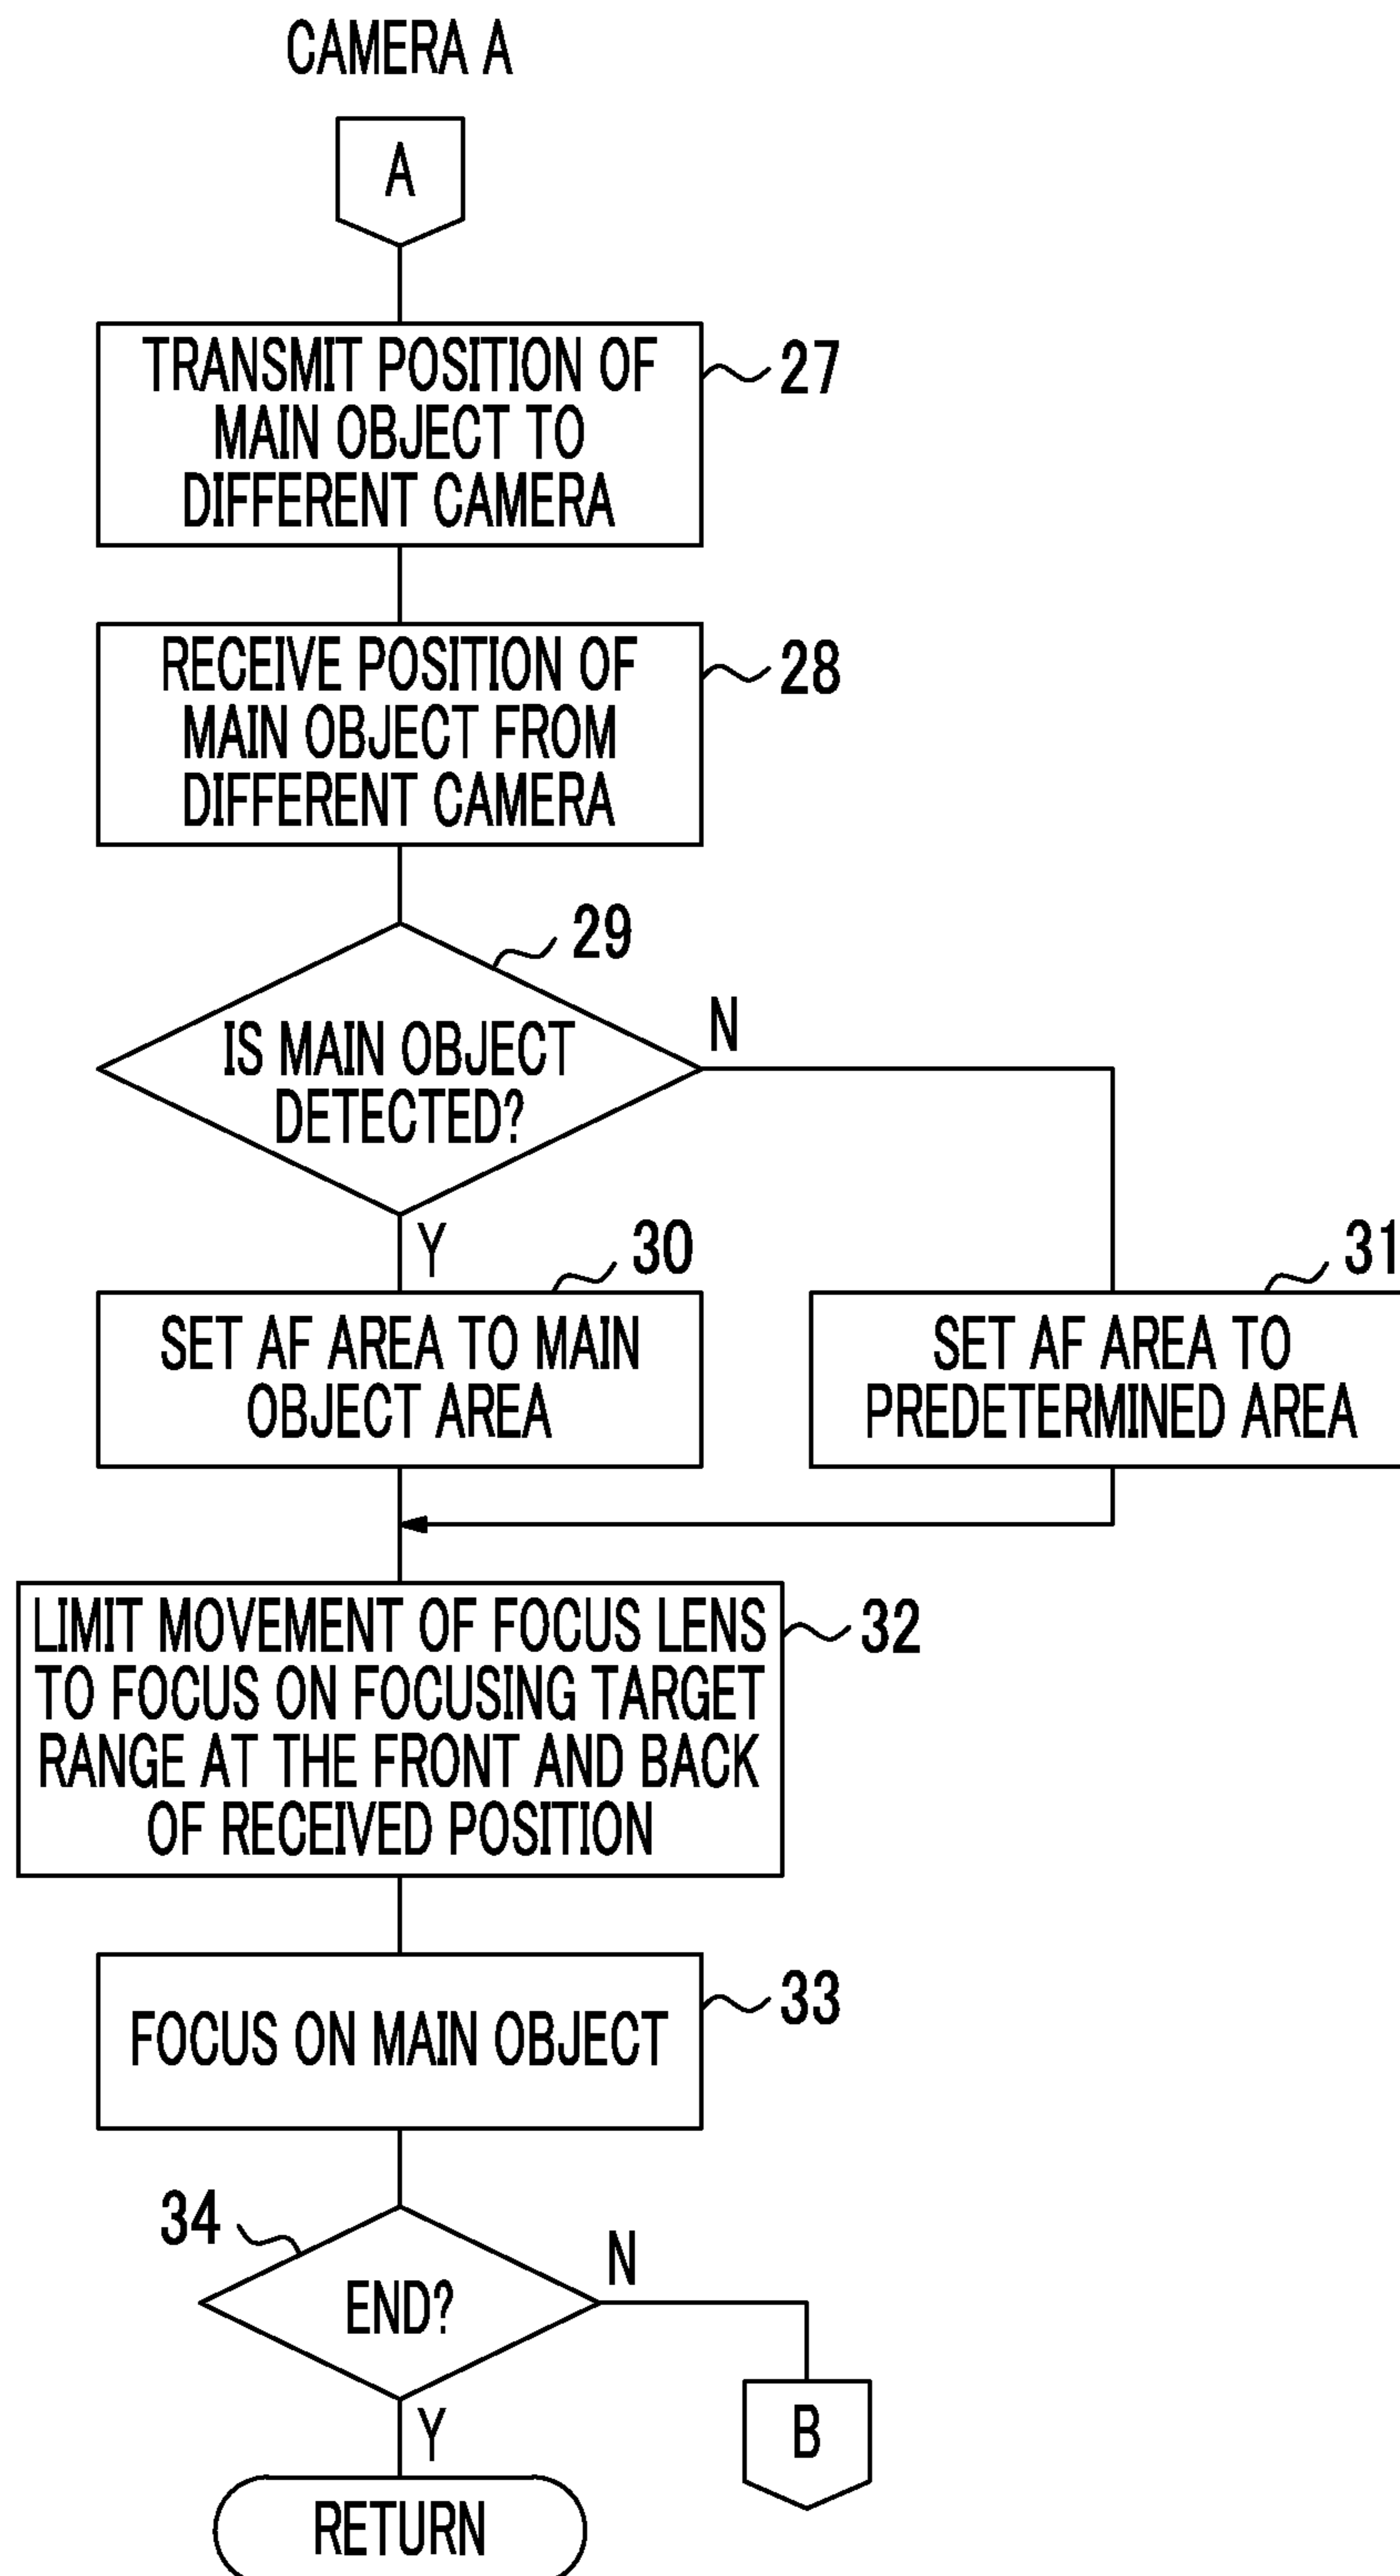 CAMERA A
A
TRANSMIT POSITION OF
MAIN OBJECT TO
DIFFERENT CAMERA
27
RECEIVE POSITION OF
MAIN OBJECT FROM
DIFFERENT CAMERA
28
29
IS MAIN OBJECT
DETECTED?
N
Y
30
SET AF AREA TO MAIN
OBJECT AREA
31
SET AF AREA TO
PREDETERMINED AREA
LIMIT MOVEMENT OF FOCUS LENS
TO FOCUS ON FOCUSING TARGET
RANGE AT THE FRONT AND BACK
OF RECEIVED POSITION
32
FOCUS ON MAIN OBJECT
33
34
END?
N
Y
B
RETURN